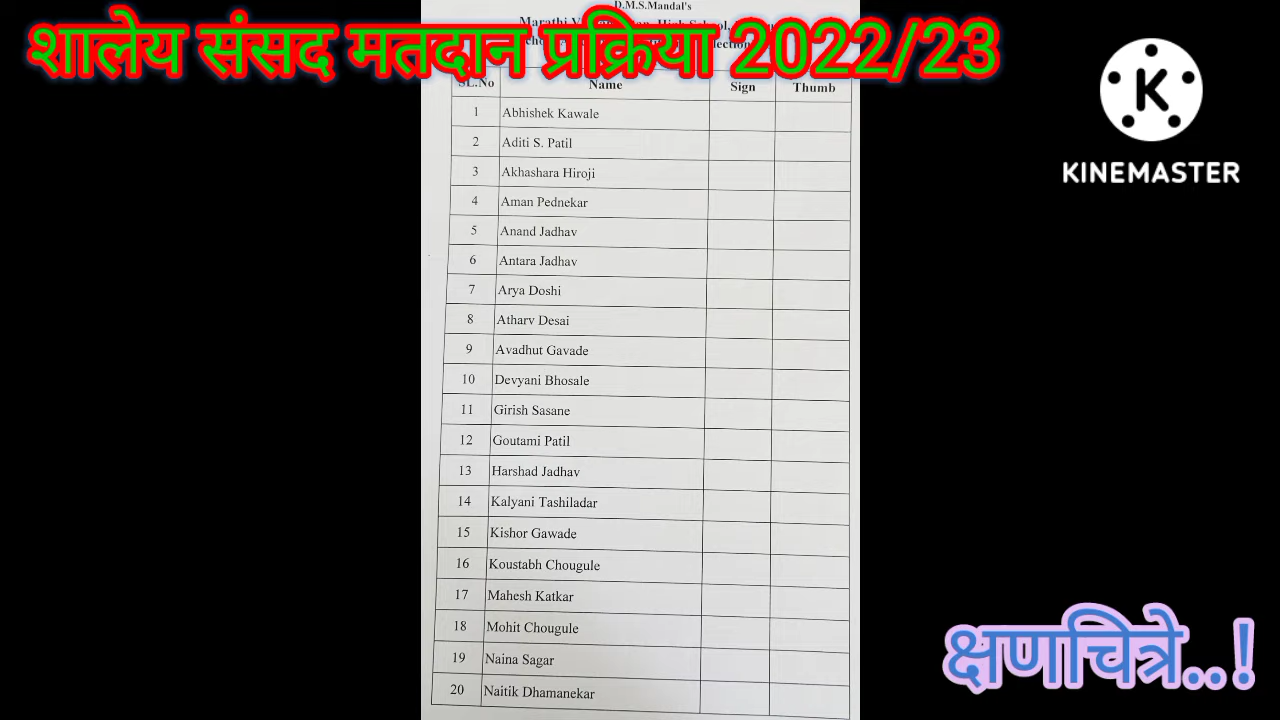 D.M.S.Mandal's
शालेय संसद मतदान प्रक्रिया 2022/23
SL.No Name Sign Thumb
1 Abhishek Kawale
2 Aditi S. Patil
3 Akhashara Hiroji
4 Aman Pednekar
5 Anand Jadhav
6 Antara Jadhav
7 Arya Doshi
8 Atharv Desai
9 Avadhut Gavade
10 Devyani Bhosale
11 Girish Sasane
12 Goutami Patil
13 Harshad Jadhav
14 Kalyani Tashiladar
15 Kishor Gawade
16 Koustabh Chougule
17 Mahesh Katkar
18 Mohit Chougule
19 Naina Sagar
20 Naitik Dhamanekar
K
KINEMASTER
क्षणचित्रे..!